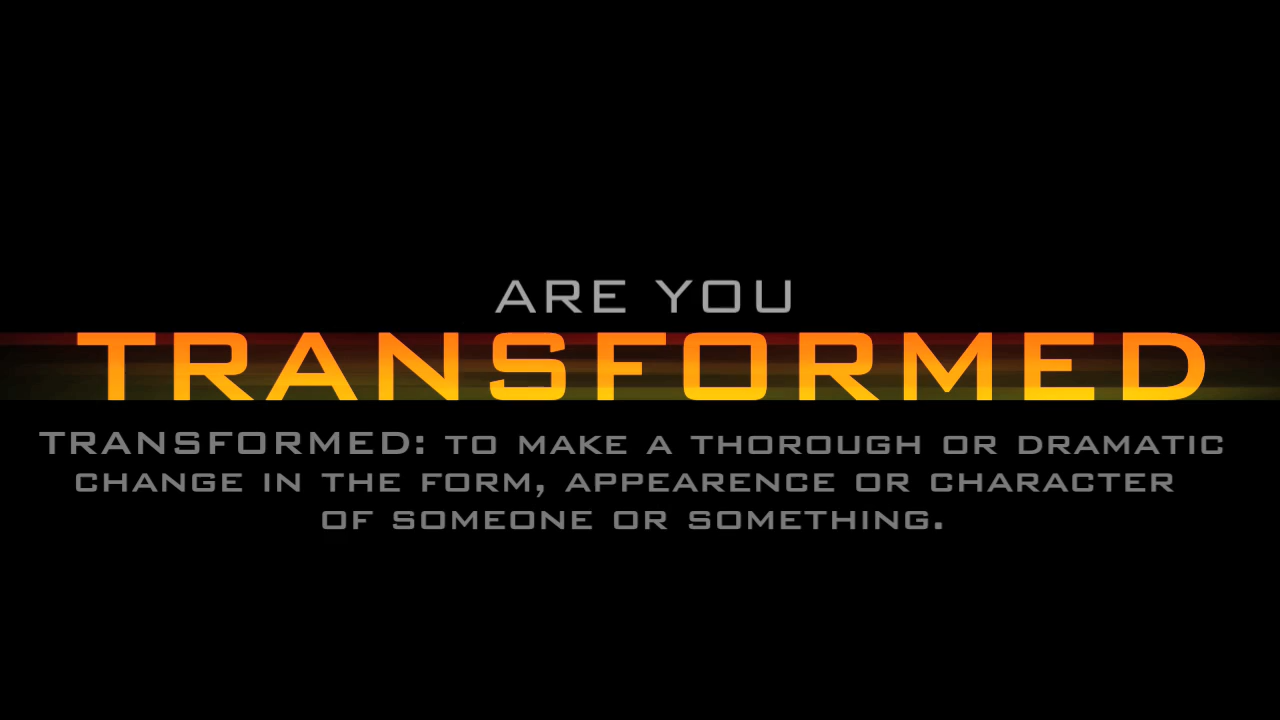 ARE YOU
TRANSFORMED
TRANSFORMED: TO MAKE A THOROUGH OR DRAMATIC
CHANGE IN THE FORM, APPEARENCE OR CHARACTER
OF SOMEONE OR SOMETHING.